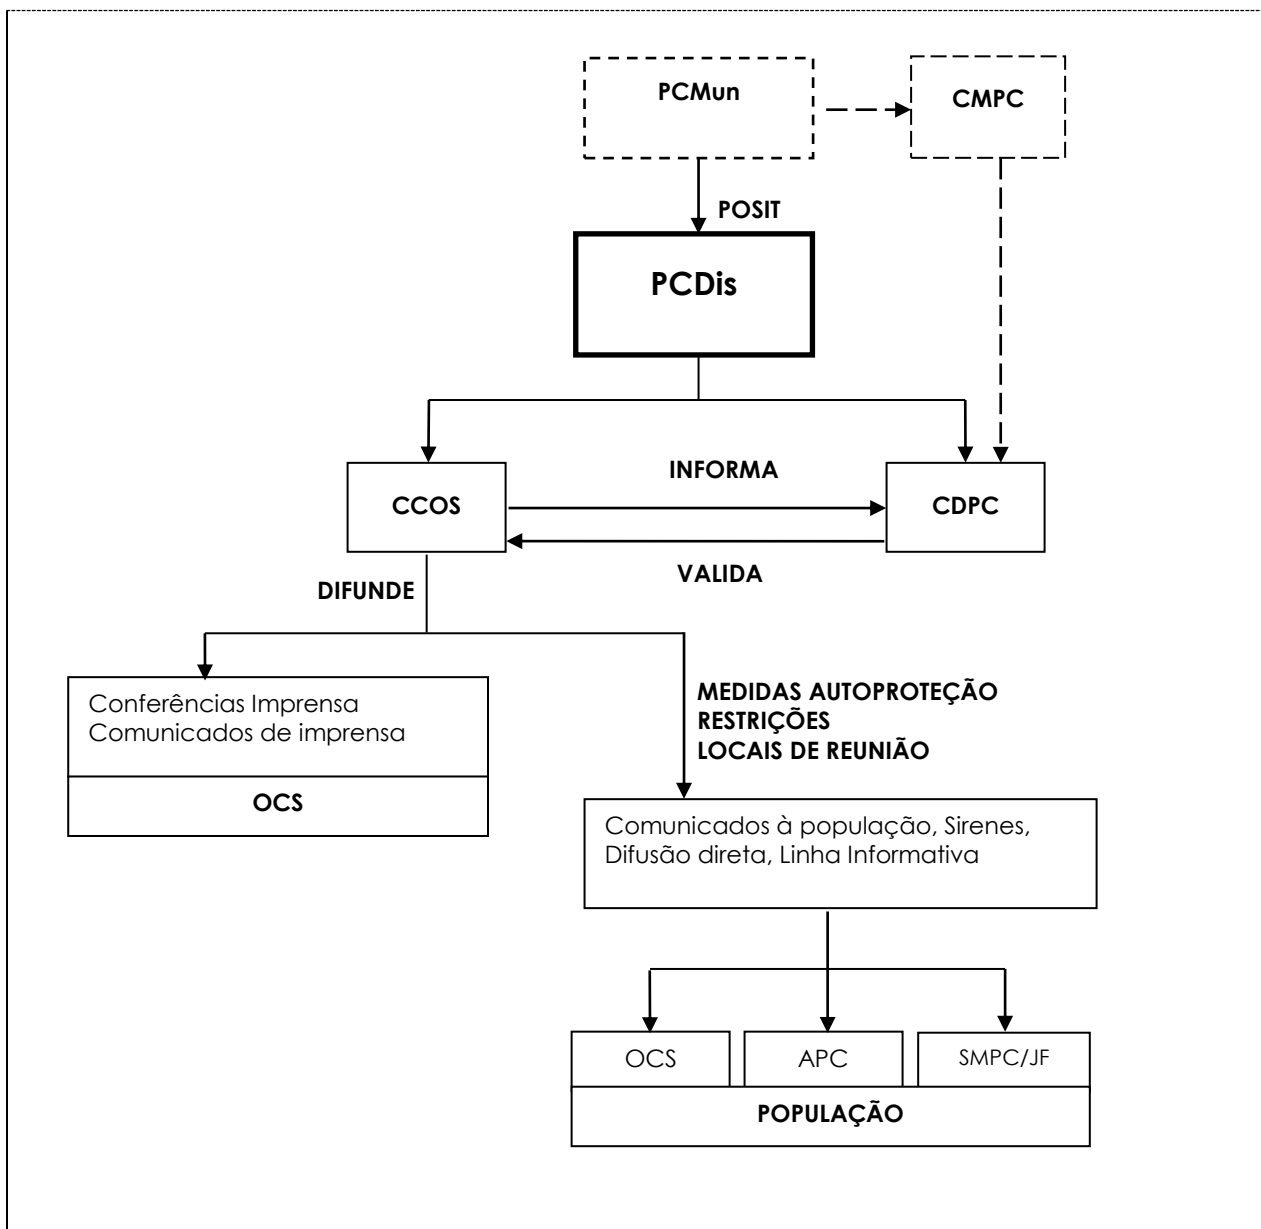 PCMun
CMPC
POSIT
PCDis
INFORMA
CCOS
CDPC
VALIDA
DIFUNDE
Conferências Imprensa
Comunicados de imprensa
OCS
MEDIDAS AUTOPROTEÇÃO
RESTRIÇÕES
LOCAIS DE REUNIÃO
Comunicados à população, Sirenes,
Difusão direta, Linha Informativa
OCS
APC
SMPC/JF
POPULAÇÃO